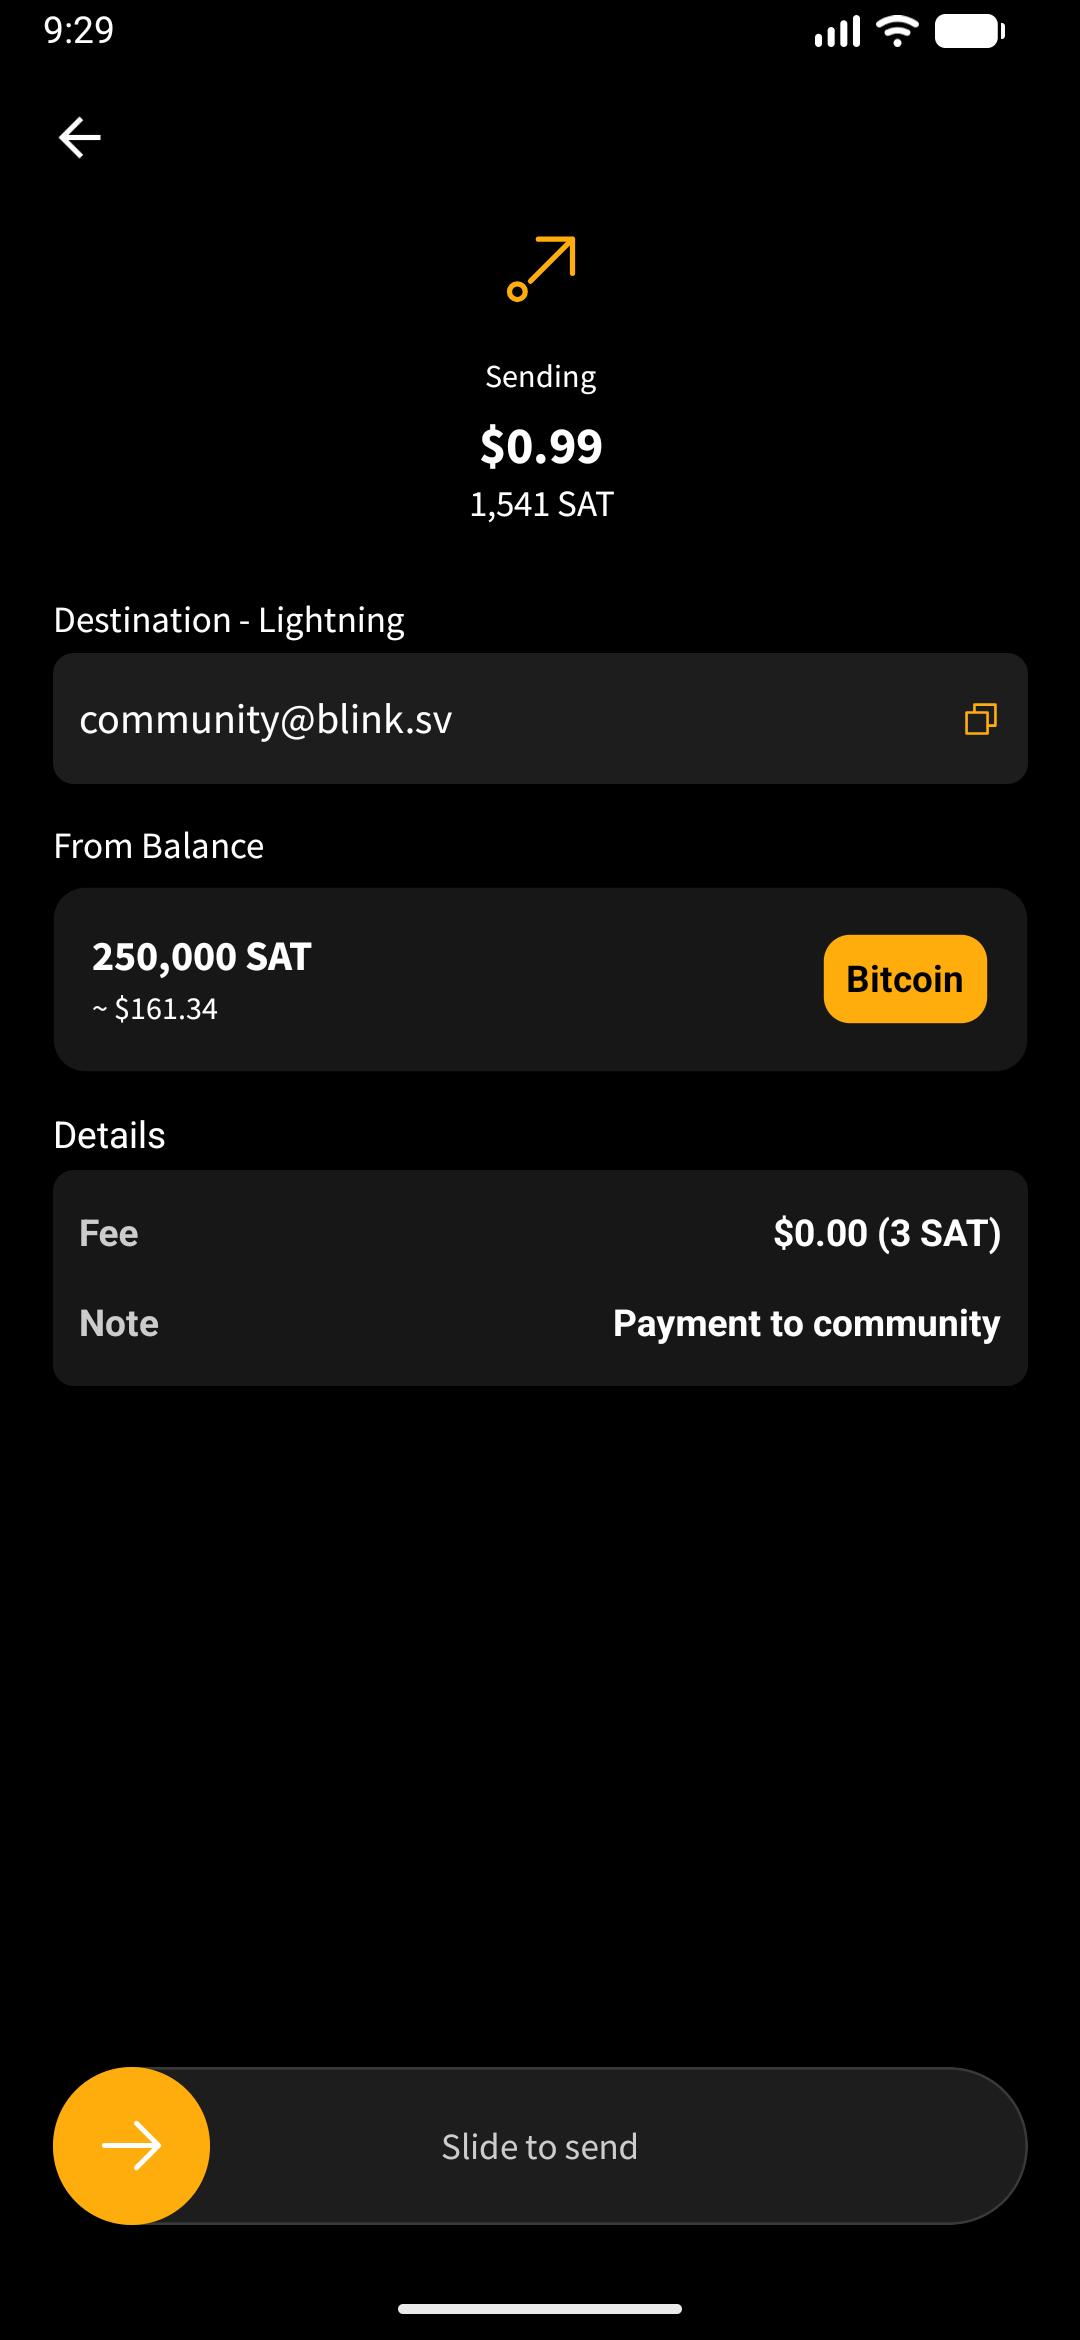 9:29
Sending
$0.99
1,541 SAT
Destination - Lightning
community@blink.sv
From Balance
250,000 SAT
~ $161.34
Bitcoin
Details
Fee $0.00 (3 SAT)
Note Payment to community
Slide to send